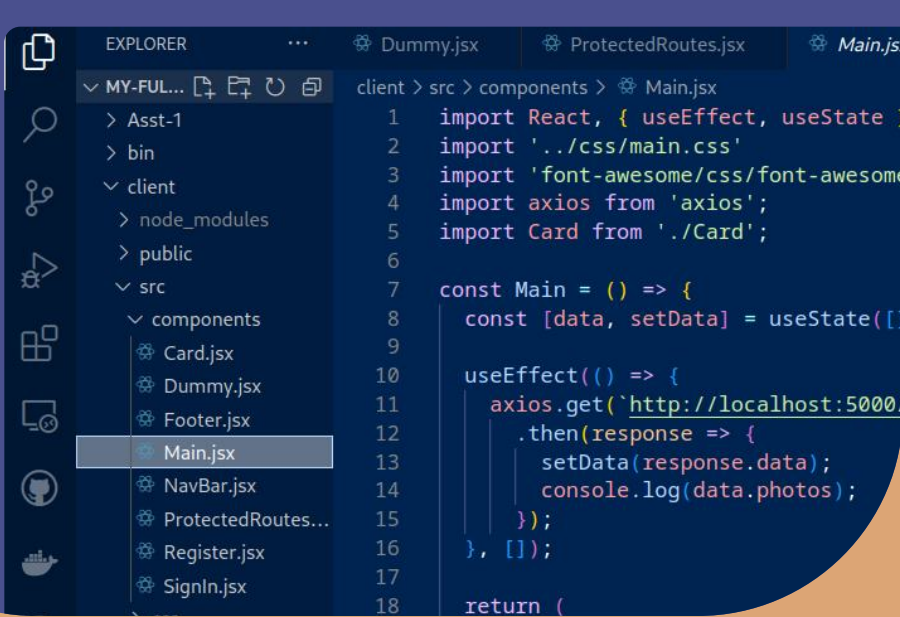 EXPLORER ...
MY-FUL...
Asst-1
bin
client
node_modules
public
src
components
Card.jsx
Dummy.jsx
Footer.jsx
Main.jsx
NavBar.jsx
ProtectedRoutes...
Register.jsx
SignIn.jsx
Dummy.jsx ProtectedRoutes.jsx Main.js
client > src > components > Main.jsx
1 import React, { useEffect, useState }
2 import '../css/main.css'
3 import 'font-awesome/css/font-awesome
4 import axios from 'axios';
5 import Card from './Card';
6
7 const Main = () => {
8 const [data, setData] = useState([]
9
10 useEffect(() => {
11 axios.get(`http://localhost:5000
12 .then(response => {
13 setData(response.data);
14 console.log(data.photos);
15 });
16 }, []);
17
18 return (